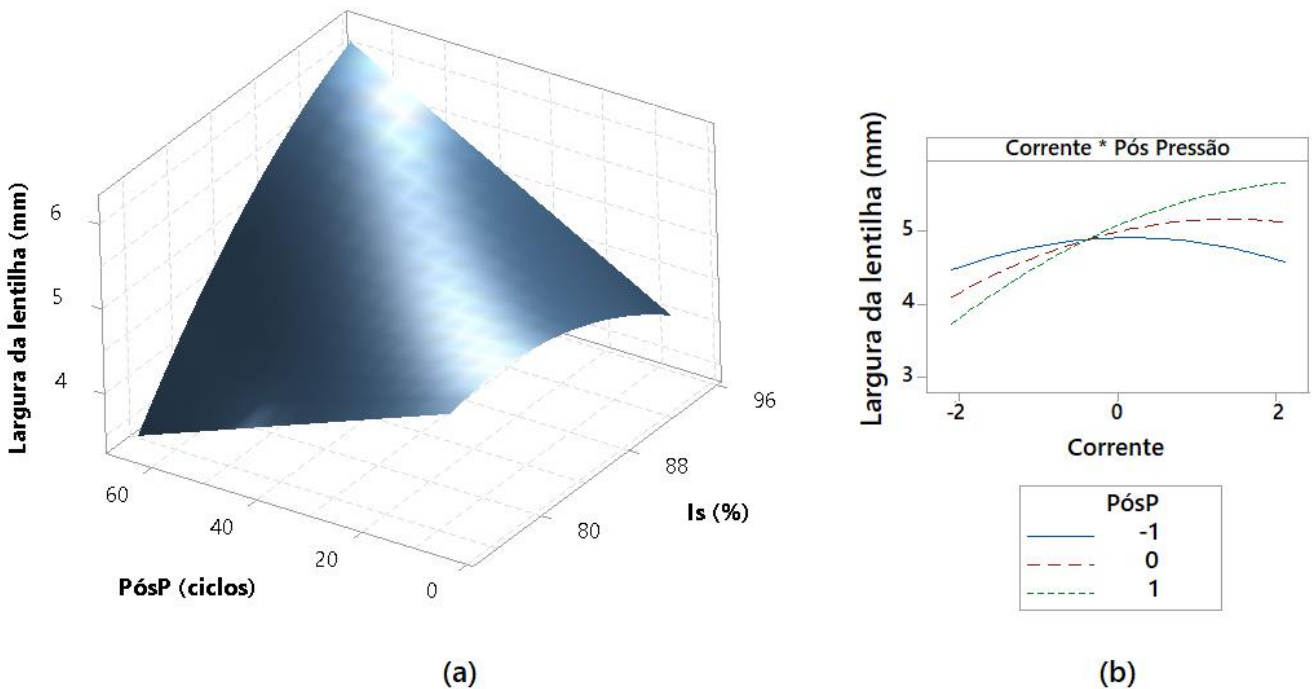 Largura da lentilha (mm)
6
5
4
60
40
20
0
PósP (ciclos)
80
88
96
Is (%)
(a)
Corrente * Pós Pressão
Largura da lentilha (mm)
5
4
3
-2
0
2
Corrente
PósP
-1
0
1
(b)